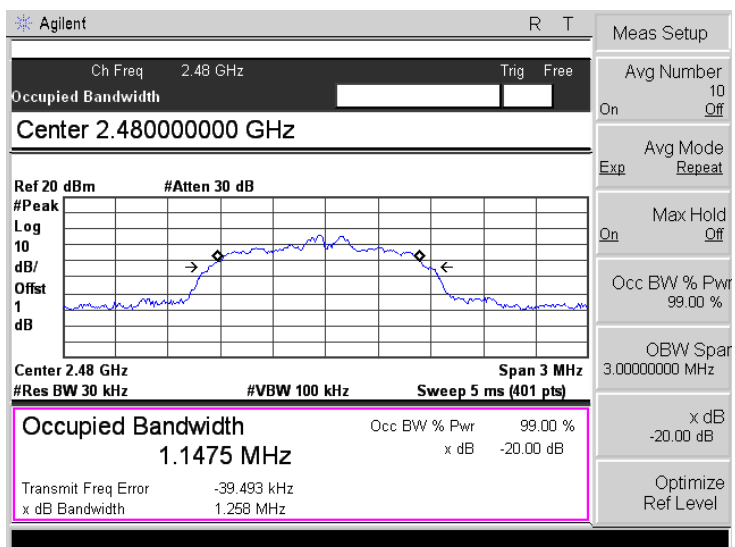 Agilent R T
Ch Freq 2.48 GHz Trig Free
Occupied Bandwidth
Center 2.480000000 GHz
Ref 20 dBm #Atten 30 dB
#Peak
Log
10
dB/
Offst
1
dB
Center 2.48 GHz Span 3 MHz
#Res BW 30 kHz #VBW 100 kHz Sweep 5 ms (401 pts)
Occupied Bandwidth
1.1475 MHz
Occ BW % Pwr 99.00 %
x dB -20.00 dB
Transmit Freq Error -39.493 kHz
x dB Bandwidth 1.258 MHz
Meas Setup
Avg Number
10
On Off
Avg Mode
Exp Repeat
Max Hold
On Off
Occ BW % Pwr
99.00 %
OBW Spar
3.00000000 MHz
x dB
-20.00 dB
Optimize
Ref Level